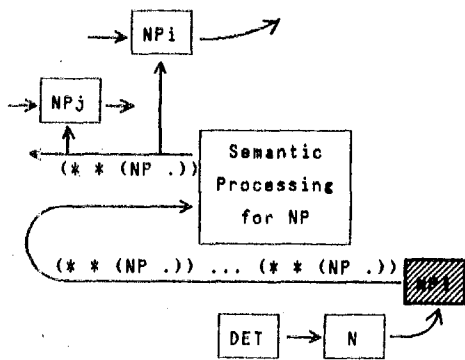 NPi
NPj
(* * (NP .))
Semantic
Processing
for NP
(* * (NP .)) ... (* * (NP .))
DET
N